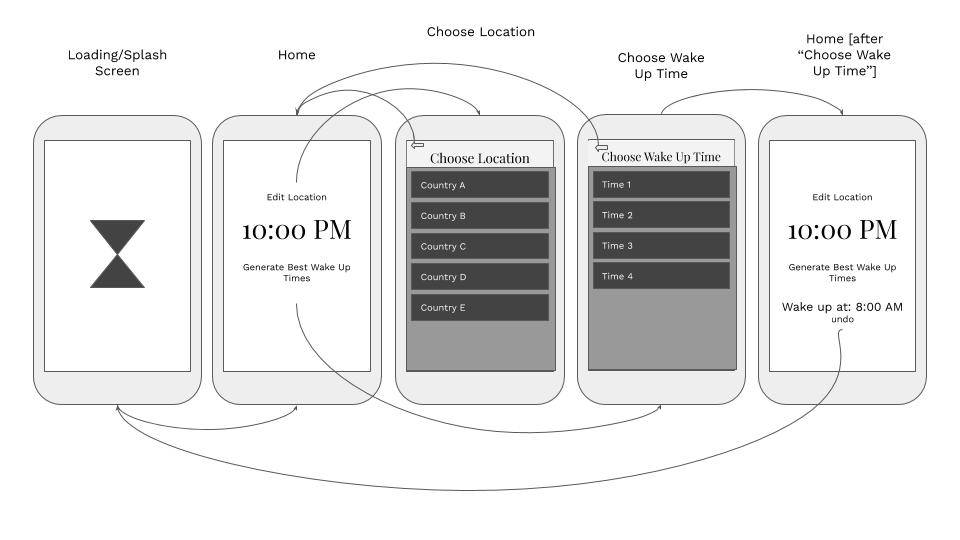 Loading/Splash
Screen
Home
Choose Location
Choose Wake
Up Time
Home [after
“Choose Wake
Up Time”]
Edit Location
10:00 PM
Generate Best Wake Up
Times
Choose Location
Country A
Country B
Country C
Country D
Country E
Choose Wake Up Time
Time 1
Time 2
Time 3
Time 4
Edit Location
10:00 PM
Generate Best Wake Up
Times
Wake up at: 8:00 AM
undo